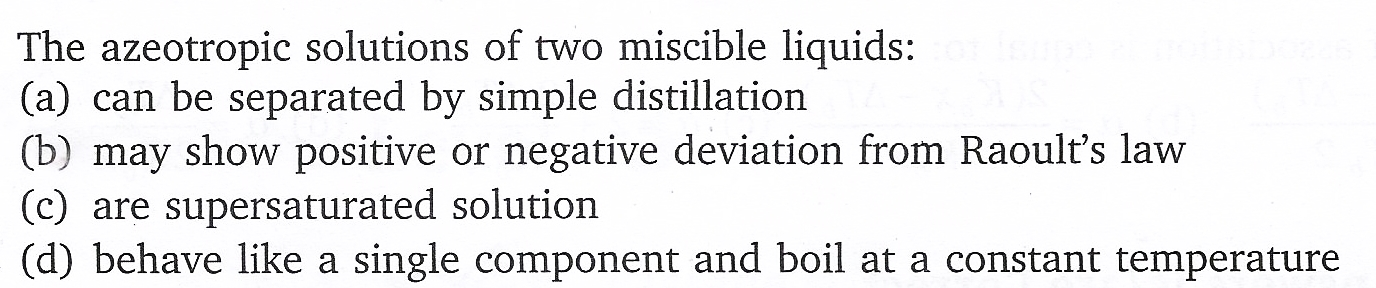 The azeotropic solutions of two miscible liquids:
(a) can be separated by simple distillation
(b) may show positive or negative deviation from Raoult's law
(c) are supersaturated solution
(d) behave like a single component and boil at a constant temperature